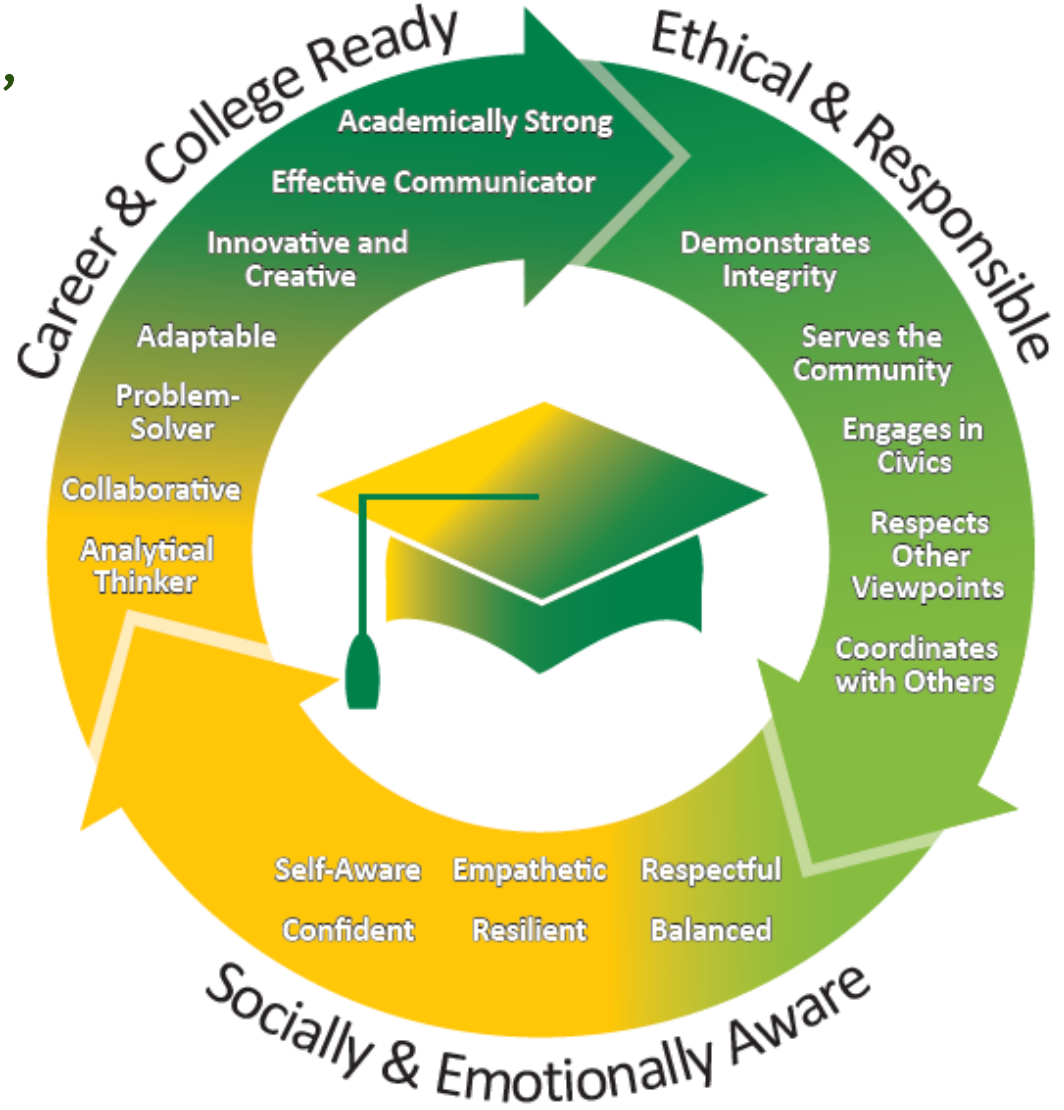 ,
Career & College Ready
Academically Strong
Effective Communicator
Innovative and
Creative
Adaptable
Problem-
Solver
Collaborative
Analytical
Thinker
Ethical & Responsible
Demonstrates
Integrity
Serves the
Community
Engages in
Civics
Respects
Other
Viewpoints
Coordinates
with Others
Socially & Emotionally Aware
Self-Aware Empathetic Respectful
Confident Resilient Balanced